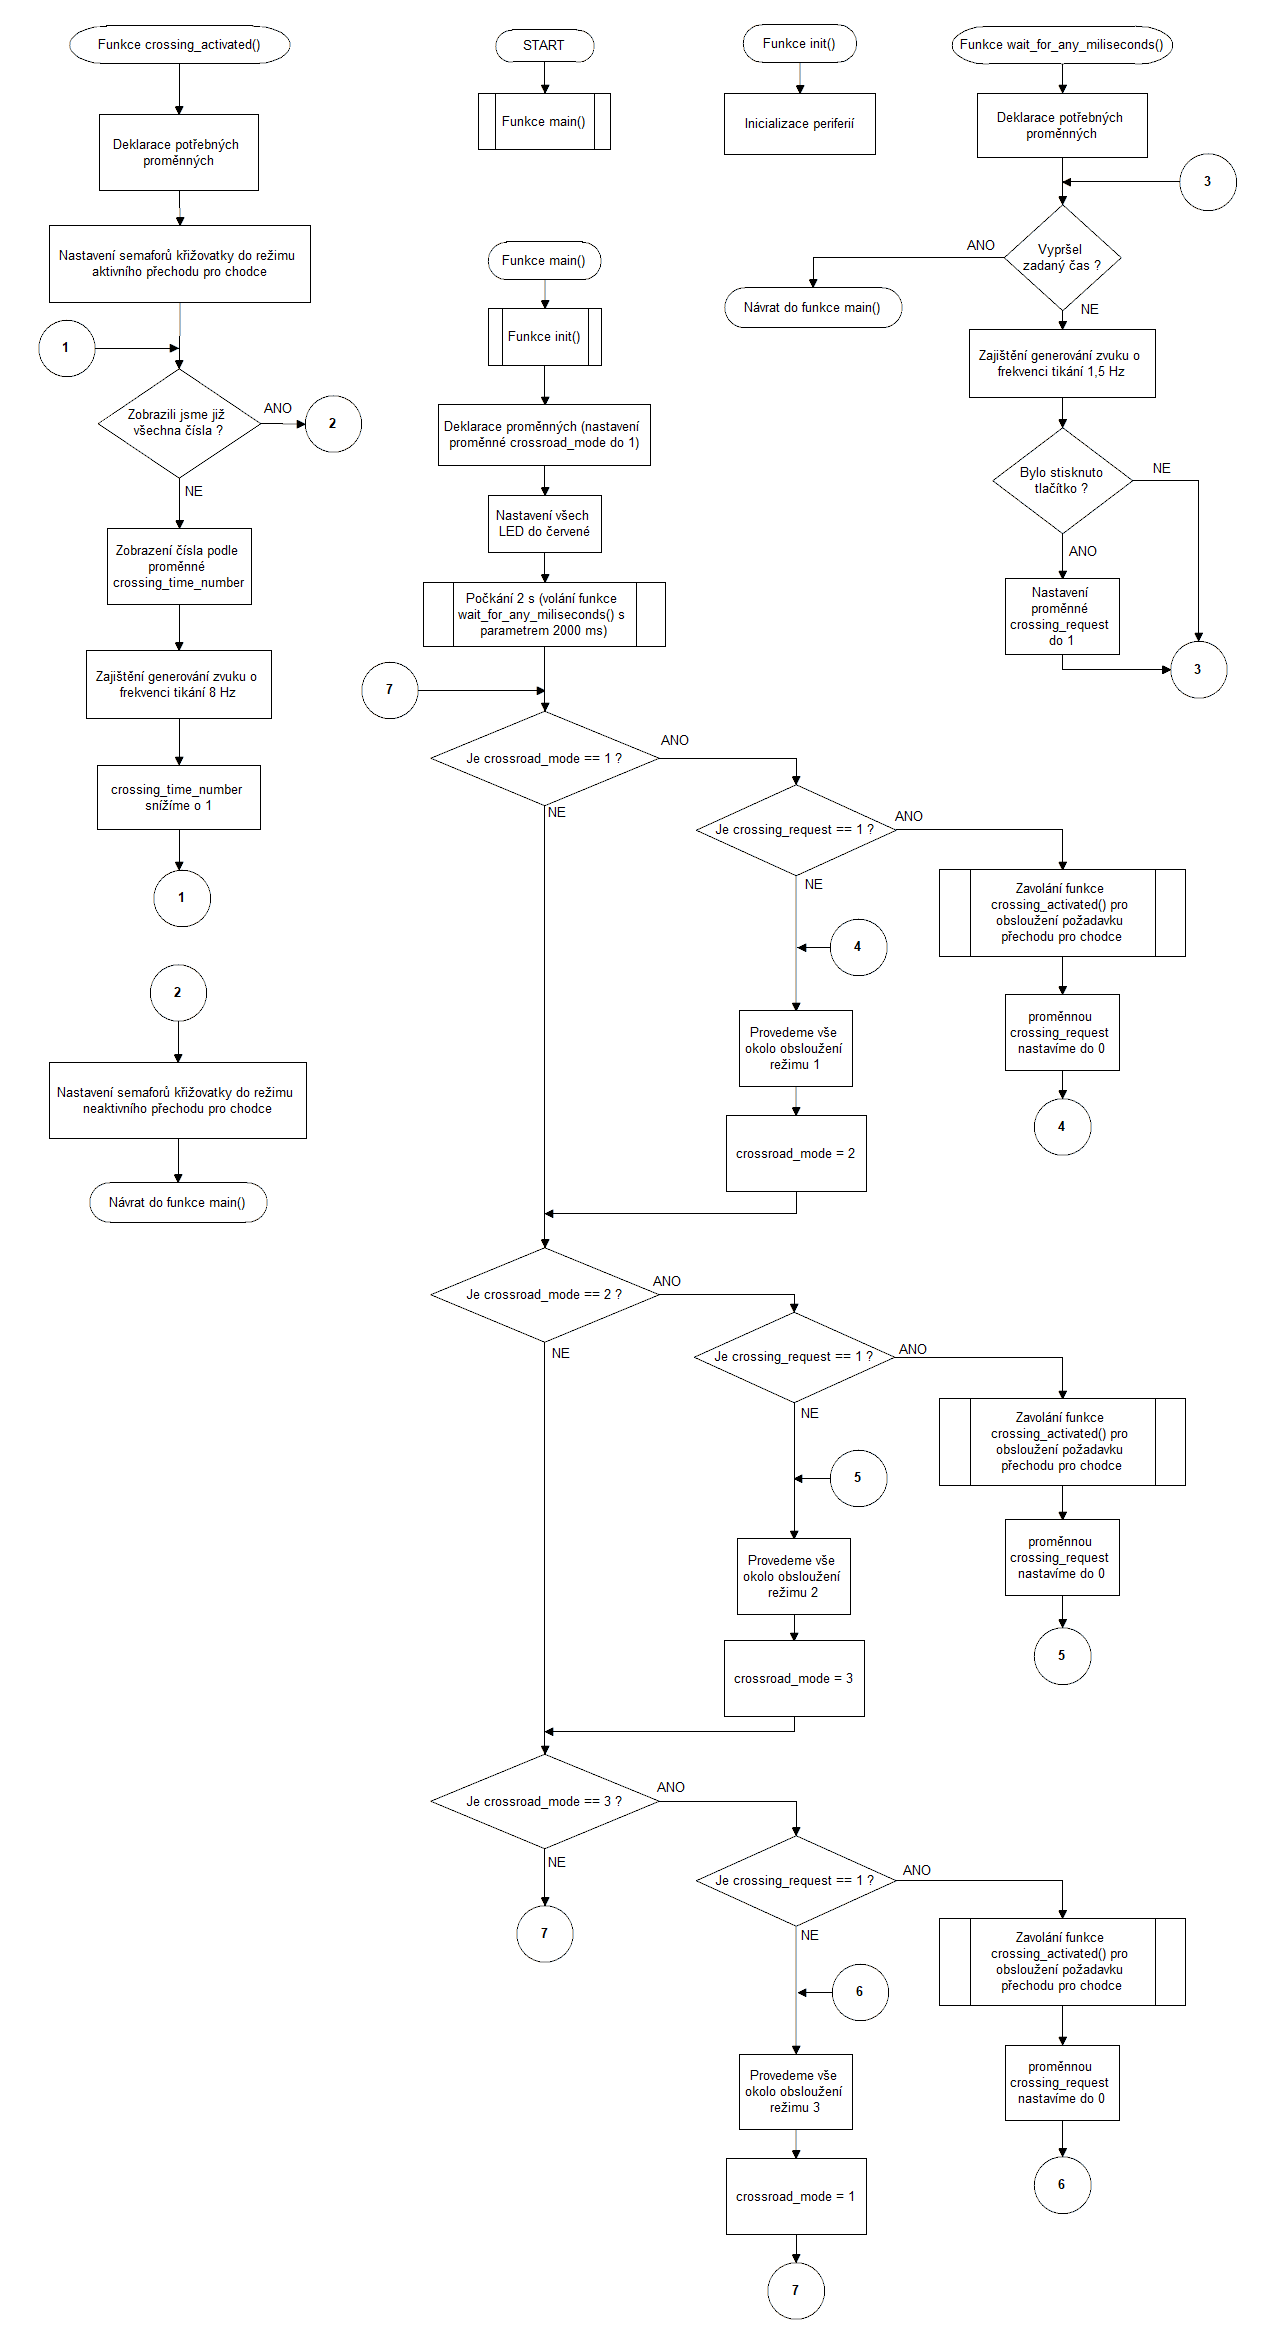 Funkce crossing_activated()
Deklarace potřebných
proměnných
Nastavení semaforů křižovatky do režimu
aktivního přechodu pro chodce
1
Zobrazili jsme již
všechna čísla ?
ANO
2
NE
Zobrazení čísla podle
proměnné
crossing_time_number
Zajištění generování zvuku o
frekvenci tikání 8 Hz
crossing_time_number
snížíme o 1
1
2
Nastavení semaforů křižovatky do režimu
neaktivního přechodu pro chodce
Návrat do funkce main()
START
Funkce main()
Funkce init()
Inicializace periferií
Funkce wait_for_any_miliseconds()
Deklarace potřebných
proměnných
3
Vypršel
zadaný čas ?
ANO
Návrat do funkce main()
NE
Zajištění generování zvuku o
frekvenci tikání 1,5 Hz
Bylo stisknuto
tlačítko ?
NE
ANO
Nastavení
proměnné
crossing_request
do 1
3
Funkce main()
Funkce init()
Deklarace proměnných (nastavení
proměnné crossroad_mode do 1)
Nastavení všech
LED do červené
Počkání 2 s (volání funkce
wait_for_any_miliseconds() s
parametrem 2000 ms)
7
Je crossroad_mode == 1 ?
ANO
NE
Je crossing_request == 1 ?
ANO
NE
Zavolání funkce
crossing_activated() pro
obsloužení požadavku
přechodu pro chodce
4
proměnnou
crossing_request
nastavíme do 0
4
Provedeme vše
okolo obsloužení
režimu 1
crossroad_mode = 2
Je crossroad_mode == 2 ?
ANO
NE
Je crossing_request == 1 ?
ANO
NE
Zavolání funkce
crossing_activated() pro
obsloužení požadavku
přechodu pro chodce
5
proměnnou
crossing_request
nastavíme do 0
5
Provedeme vše
okolo obsloužení
režimu 2
crossroad_mode = 3
Je crossroad_mode == 3 ?
ANO
NE
7
Je crossing_request == 1 ?
ANO
NE
Zavolání funkce
crossing_activated() pro
obsloužení požadavku
přechodu pro chodce
6
proměnnou
crossing_request
nastavíme do 0
6
Provedeme vše
okolo obsloužení
režimu 3
crossroad_mode = 1
7